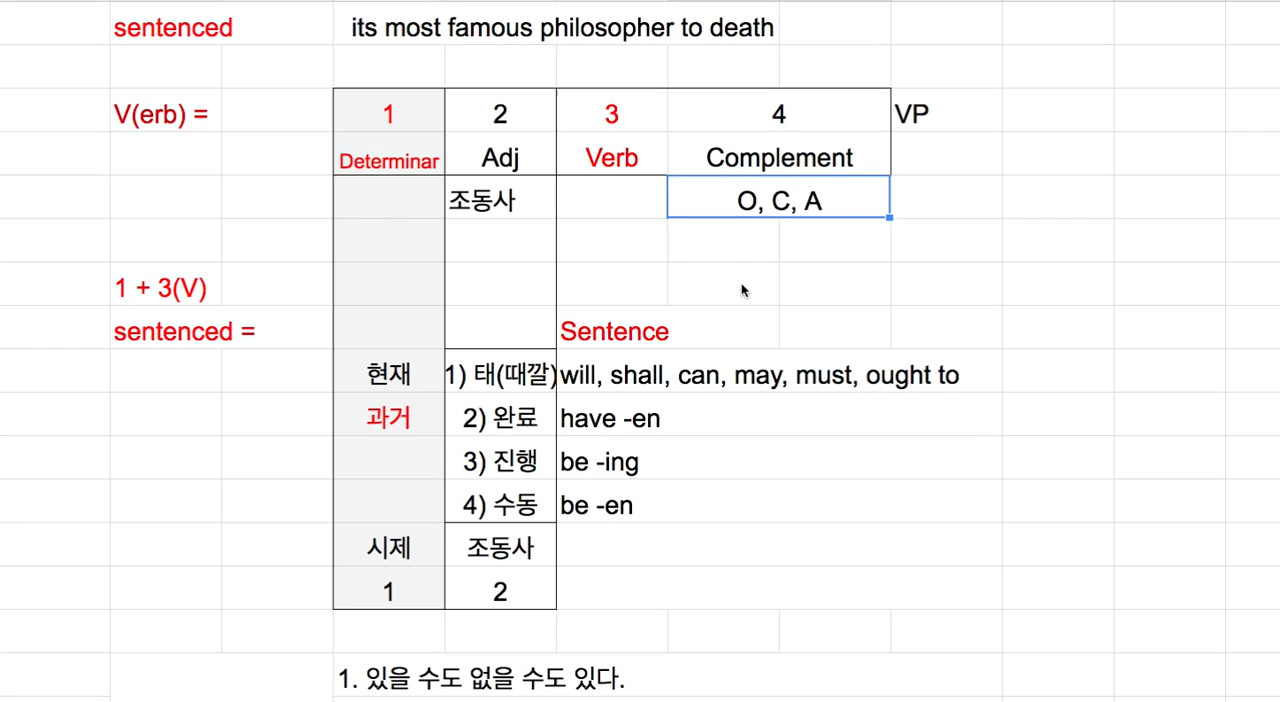 sentenced its most famous philosopher to death
V(erb) = 1 2 3 4 VP
Determinar Adj Verb Complement
조동사 O, C, A
1 + 3(V)
sentenced = Sentence
현재 1) 태(때깔) will, shall, can, may, must, ought to
과거 2) 완료 have -en
3) 진행 be -ing
4) 수동 be -en
시제 조동사
1 2
1. 있을 수도 없을 수도 있다.